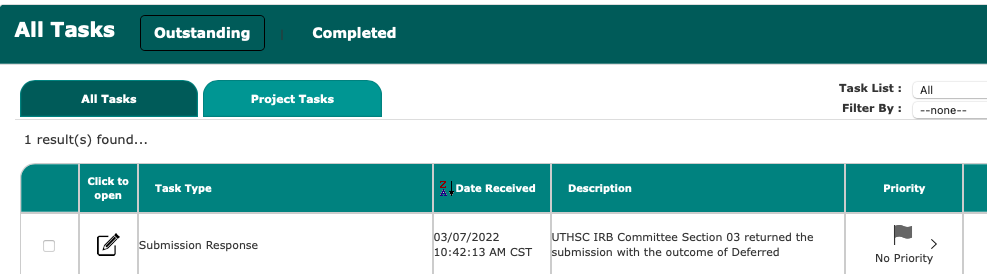 All Tasks
Outstanding
Completed
All Tasks
Project Tasks
Task List :
All
Filter By :
--none--
1 result(s) found...
Click to
open
Task Type
Date Received
Description
Priority
Submission Response
03/07/2022
10:42:13 AM CST
UTHSC IRB Committee Section 03 returned the
submission with the outcome of Deferred
No Priority